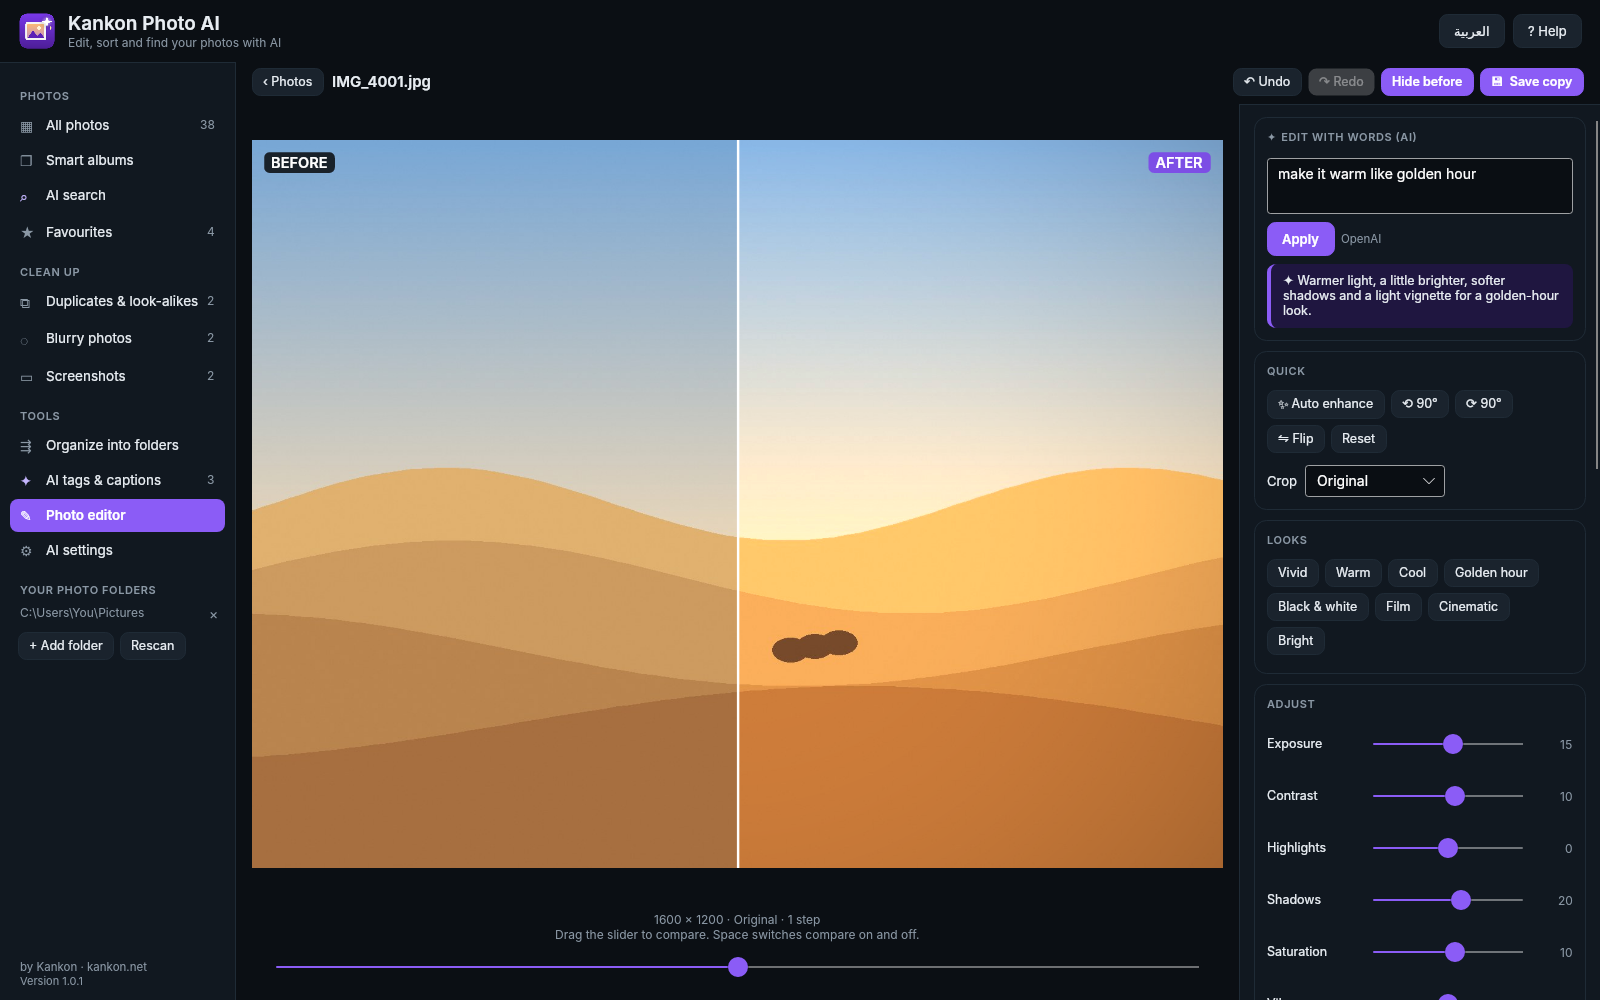 Kankon Photo AI
Edit, sort and find your photos with AI
العربية
? Help
PHOTOS
All photos 38
Smart albums
AI search
Favourites 4
CLEAN UP
Duplicates & look-alikes 2
Blurry photos 2
Screenshots 2
TOOLS
Organize into folders
AI tags & captions 3
Photo editor
AI settings
YOUR PHOTO FOLDERS
C:\Users\You\Pictures ×
+ Add folder Rescan
by Kankon · kankon.net
Version 1.0.1
‹ Photos IMG_4001.jpg
↶ Undo ↷ Redo Hide before Save copy
BEFORE AFTER
1600 × 1200 · Original · 1 step
Drag the slider to compare. Space switches compare on and off.
✦ EDIT WITH WORDS (AI)
make it warm like golden hour
Apply OpenAI
✦ Warmer light, a little brighter, softer
shadows and a light vignette for a golden-hour
look.
QUICK
Auto enhance ⟲ 90° ⟳ 90°
⇋ Flip Reset
Crop Original
LOOKS
Vivid Warm Cool Golden hour
Black & white Film Cinematic
Bright
ADJUST
Exposure 15
Contrast 10
Highlights 0
Shadows 20
Saturation 10